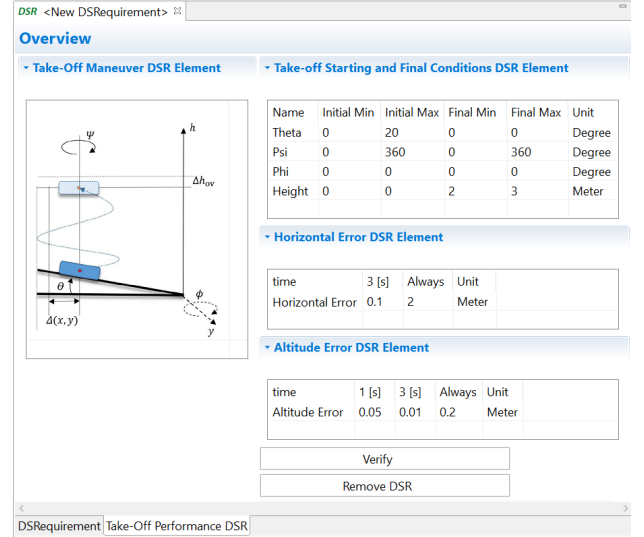 DSR <New DSRequirement>
Overview
Take-Off Maneuver DSR Element
Ψ
h
Δh_ov
θ
ϕ
Δ(x, y)
y
Take-off Starting and Final Conditions DSR Element
Name Initial Min Initial Max Final Min Final Max Unit
Theta 0 20 0 0 Degree
Psi 0 360 0 360 Degree
Phi 0 0 0 0 Degree
Height 0 0 2 3 Meter
Horizontal Error DSR Element
time 3 [s] Always Unit
Horizontal Error 0.1 2 Meter
Altitude Error DSR Element
time 1 [s] 3 [s] Always Unit
Altitude Error 0.05 0.01 0.2 Meter
Verify
Remove DSR
DSRequirement Take-Off Performance DSR